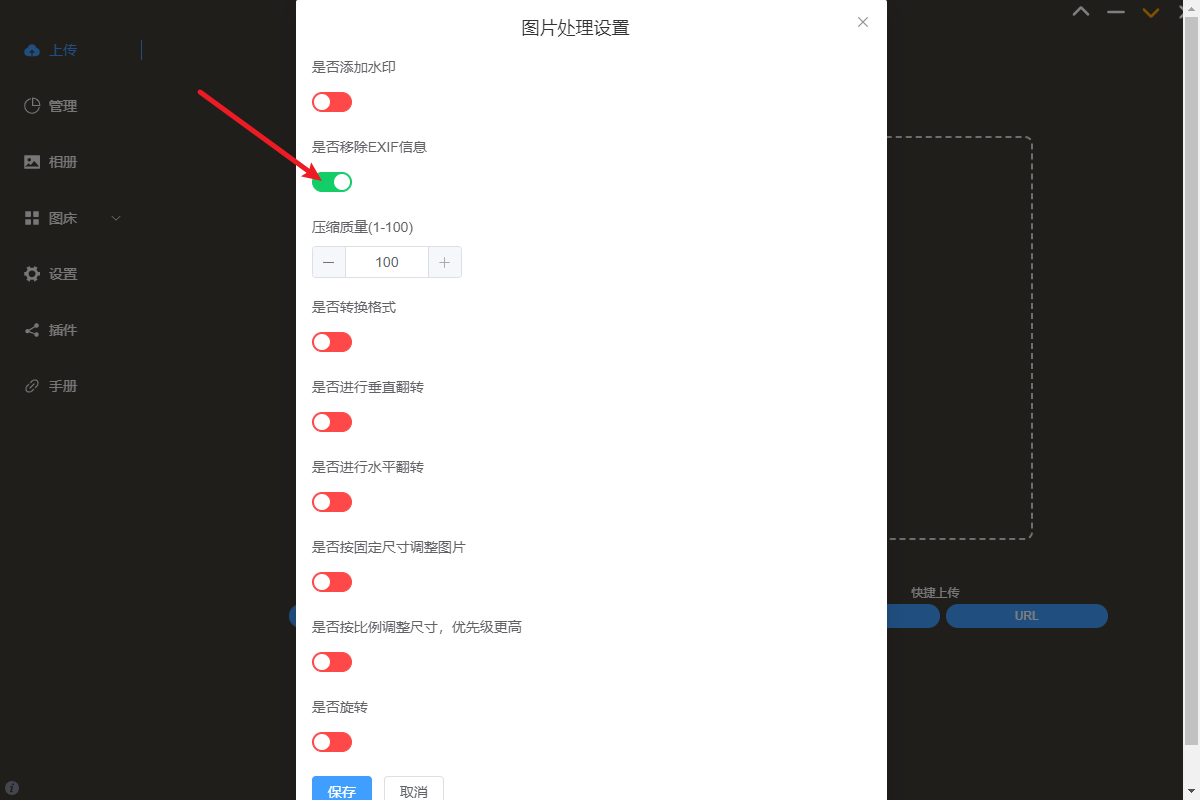 图片处理设置
上传
管理
相册
图床
设置
插件
手册
是否添加水印
是否移除EXIF信息
压缩质量(1-100)
100
是否转换格式
是否进行垂直翻转
是否进行水平翻转
是否按固定尺寸调整图片
是否按比例调整尺寸，优先级更高
是否旋转
保存
取消
快捷上传
URL